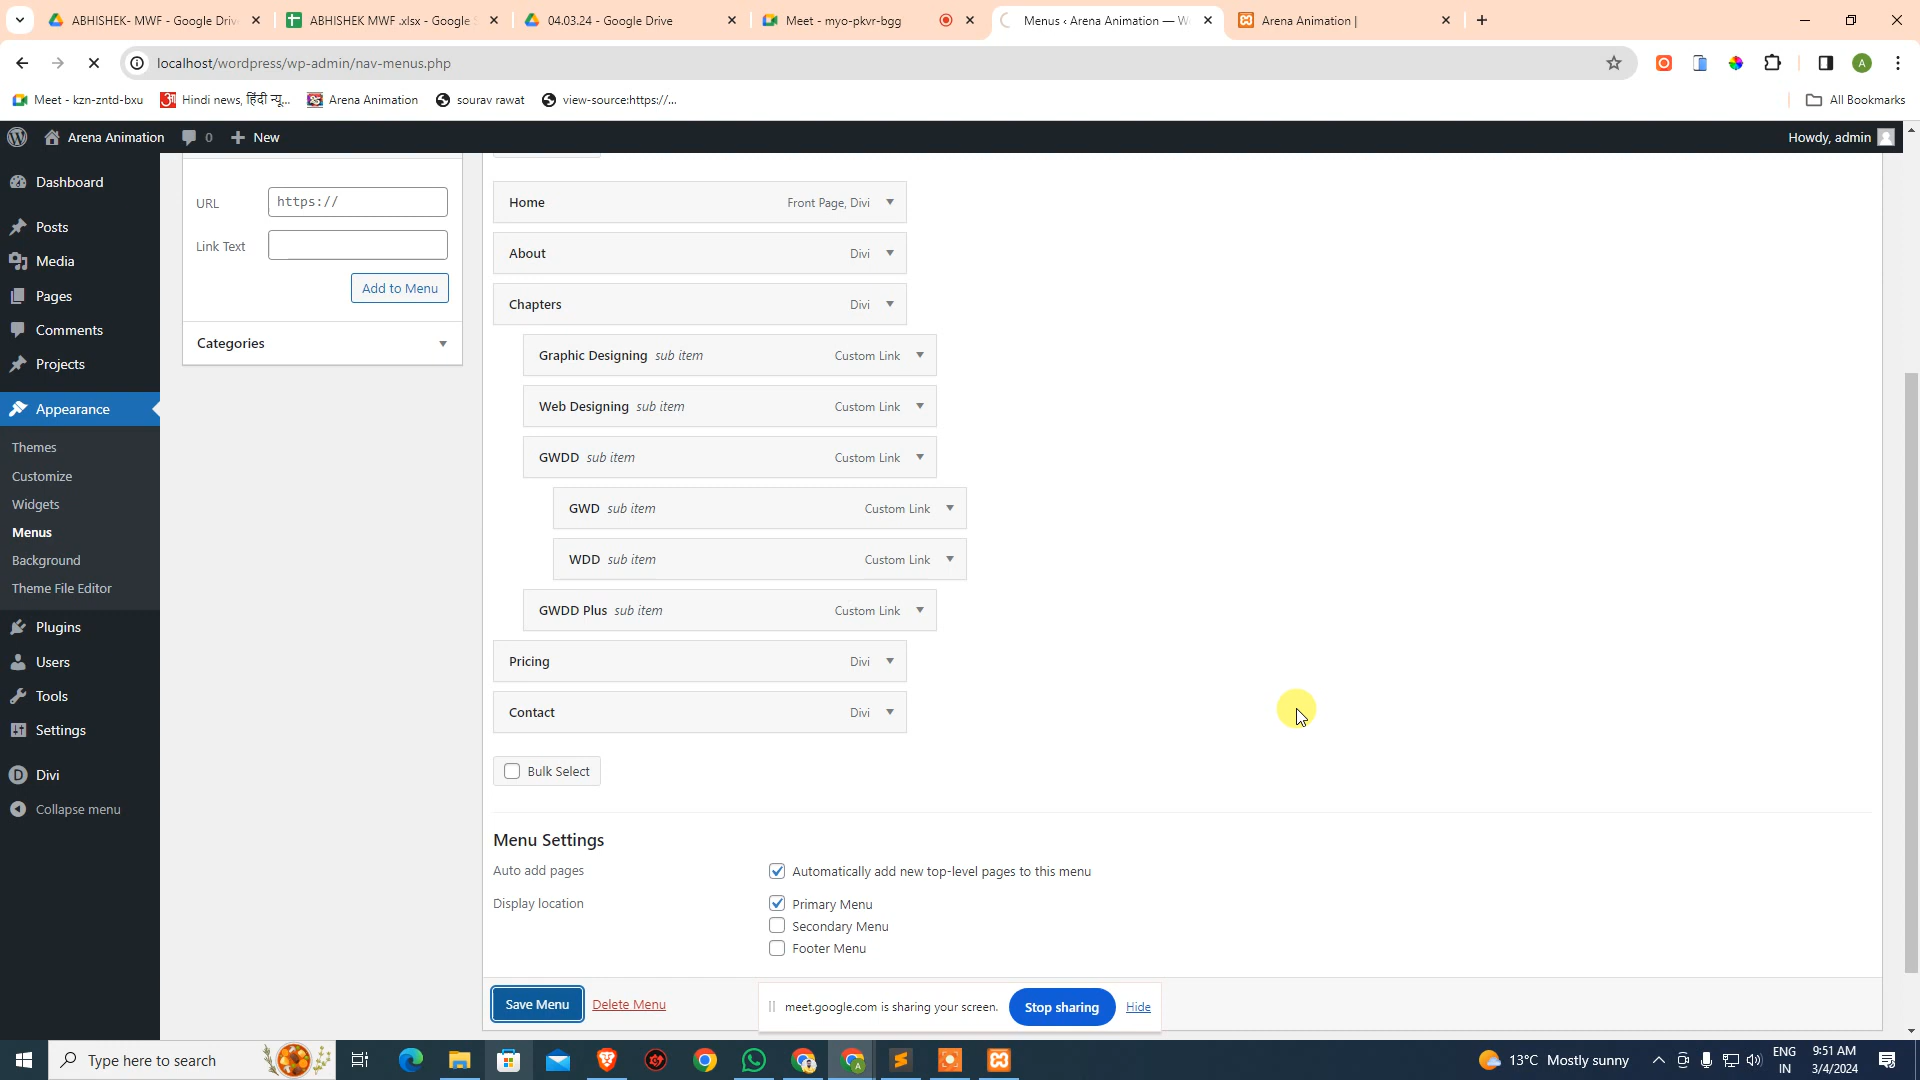 ABHISHEK- MWF - Google Driv
ABHISHEK MWF .xlsx - Google S
04.03.24 - Google Drive
Meet - myo-pkvr-bgg
Menus ‹ Arena Animation — W
Arena Animation |
localhost/wordpress/wp-admin/nav-menus.php
A
Meet - kzn-zntd-bxu
Hindi news, हिंदी न्यू...
Arena Animation
sourav rawat
view-source:https://...
All Bookmarks
Arena Animation
0
New
Howdy, admin
Dashboard
Posts
Media
Pages
Comments
Projects
Appearance
Themes
Customize
Widgets
Menus
Background
Theme File Editor
Plugins
Users
Tools
Settings
Divi
Collapse menu
URL
https://
Link Text
Add to Menu
Categories
Home Front Page, Divi
About Divi
Chapters Divi
Graphic Designing sub item Custom Link
Web Designing sub item Custom Link
GWDD sub item Custom Link
GWD sub item Custom Link
WDD sub item Custom Link
GWDD Plus sub item Custom Link
Pricing Divi
Contact Divi
Bulk Select
Menu Settings
Auto add pages Automatically add new top-level pages to this menu
Display location Primary Menu
Secondary Menu
Footer Menu
Save Menu Delete Menu
meet.google.com is sharing your screen. Stop sharing Hide
Type here to search
13°C Mostly sunny
ENG
IN
9:51 AM
3/4/2024